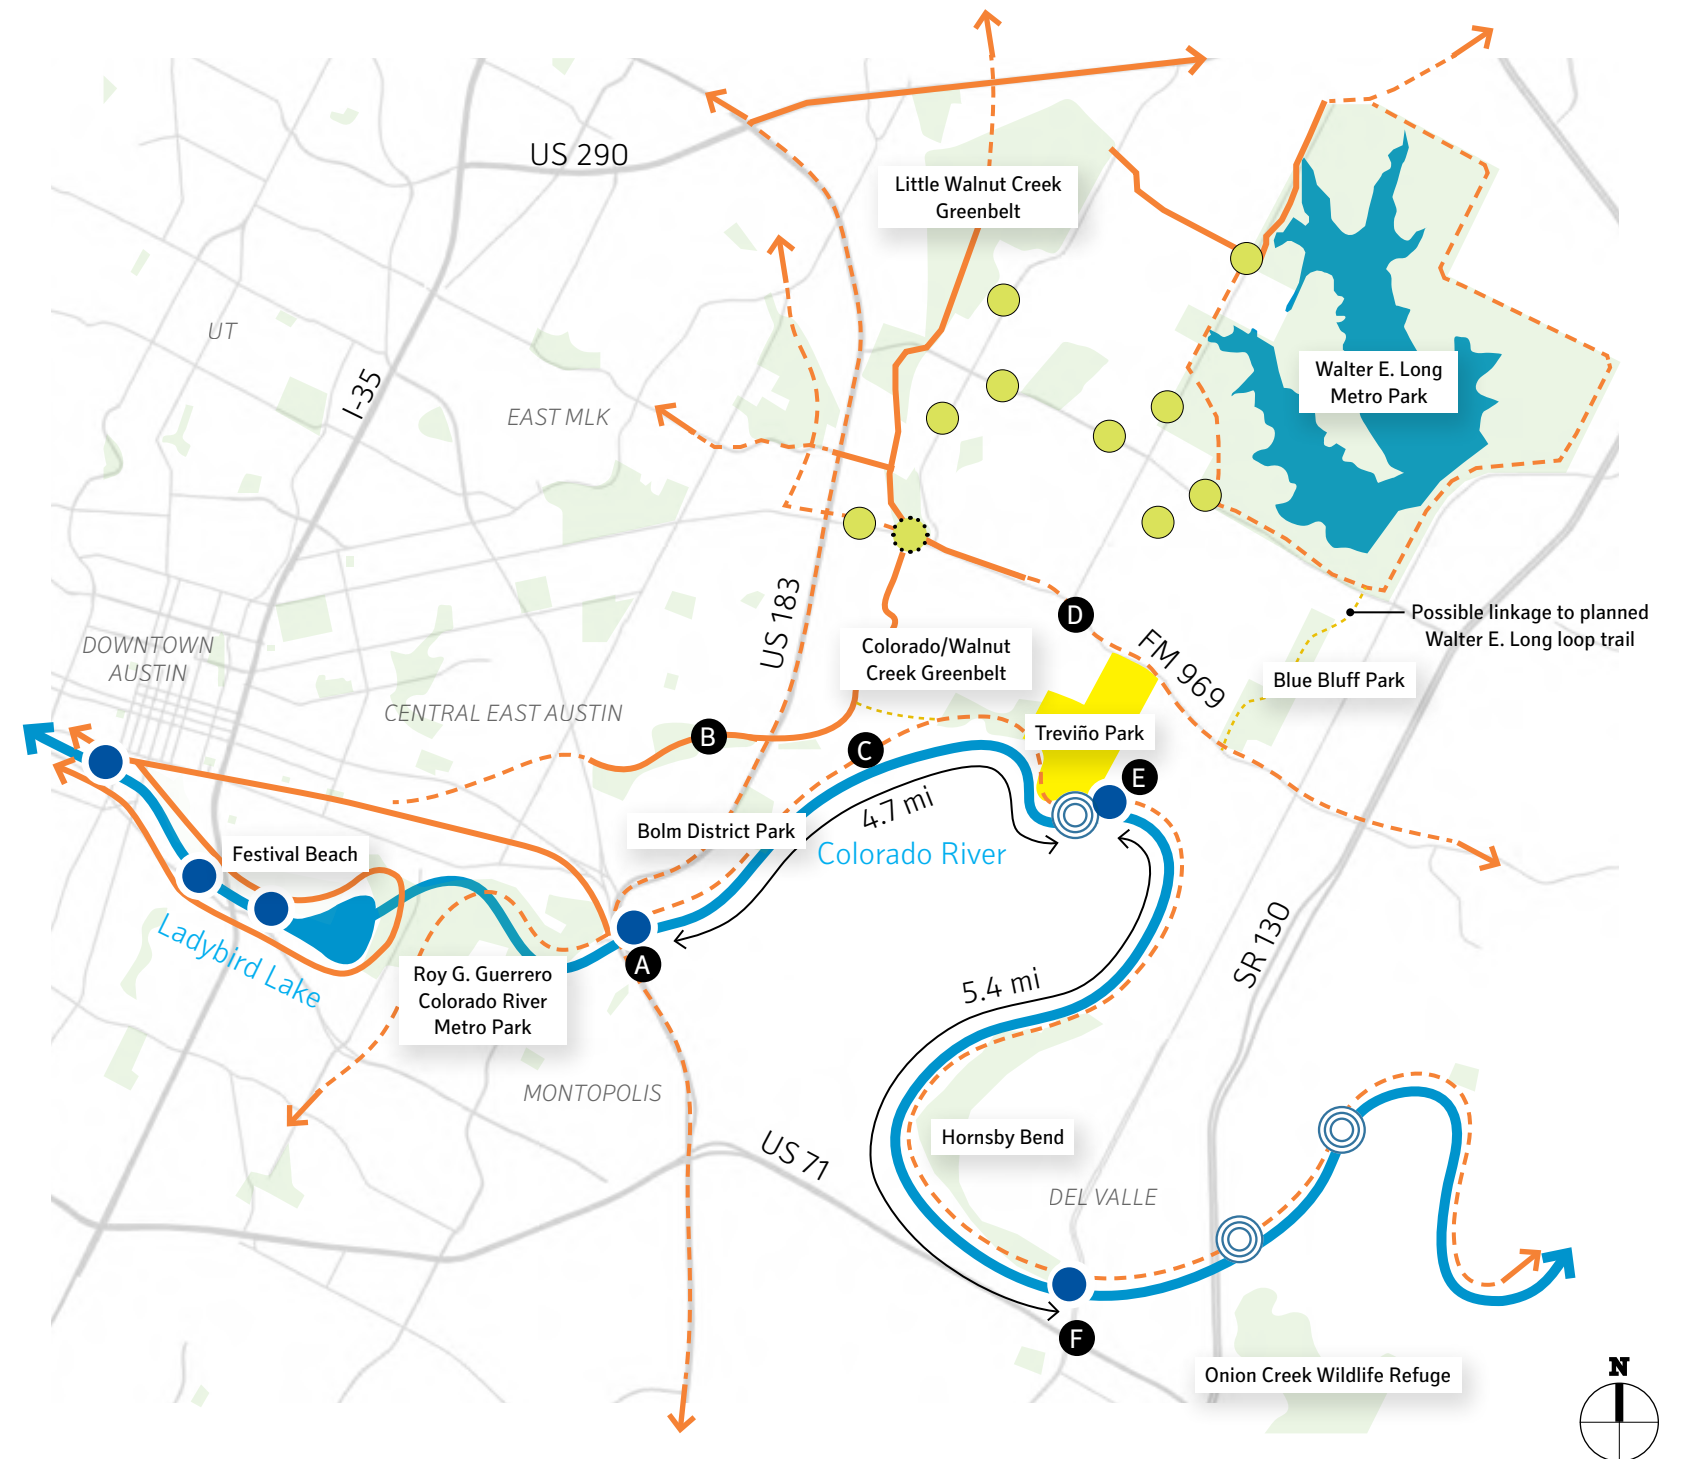 US 290
Little Walnut Creek
Greenbelt
UT
I-35
EAST MLK
Walter E. Long
Metro Park
US 183
D
Possible linkage to planned
Walter E. Long loop trail
DOWNTOWN
AUSTIN
Colorado/Walnut
Creek Greenbelt
FM 969
Blue Bluff Park
CENTRAL EAST AUSTIN
B
C
Treviño Park
E
4.7 mi
Bolm District Park
Colorado River
Festival Beach
Ladybird Lake
A
Roy G. Guerrero
Colorado River
Metro Park
5.4 mi
SR 130
MONTOPOLIS
US 71
Hornsby Bend
DEL VALLE
F
Onion Creek Wildlife Refuge
N